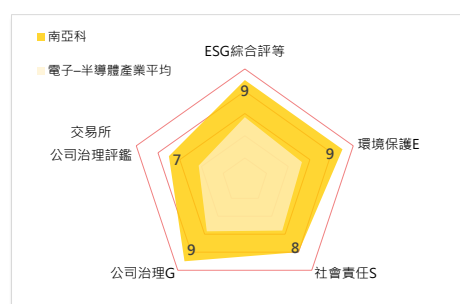 南亞科
電子–半導體產業平均
ESG綜合評等
9
交易所
公司治理評鑑
7
9
環境保護E
9
8
公司治理G
社會責任S